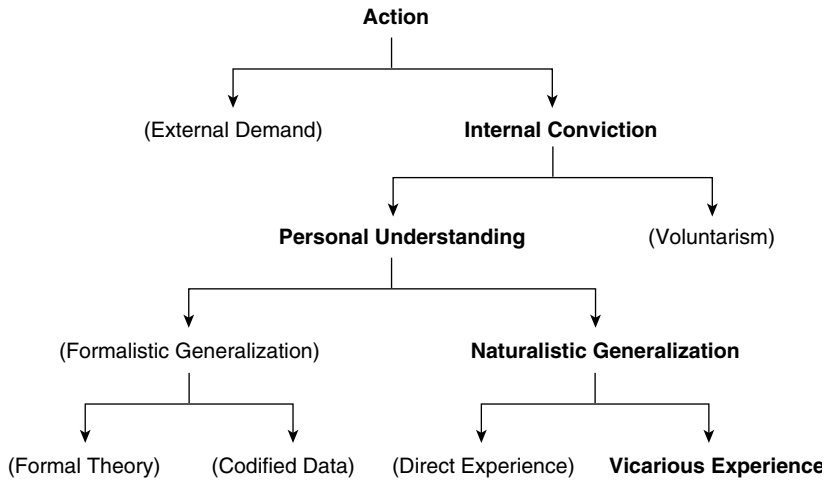 Action
(External Demand) Internal Conviction
Personal Understanding (Voluntarism)
(Formalistic Generalization) Naturalistic Generalization
(Formal Theory) (Codified Data) (Direct Experience) Vicarious Experience